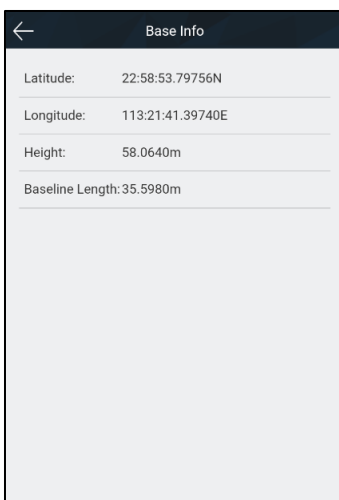 Base Info
Latitude: 22:58:53.79756N
Longitude: 113:21:41.39740E
Height: 58.0640m
Baseline Length:35.5980m